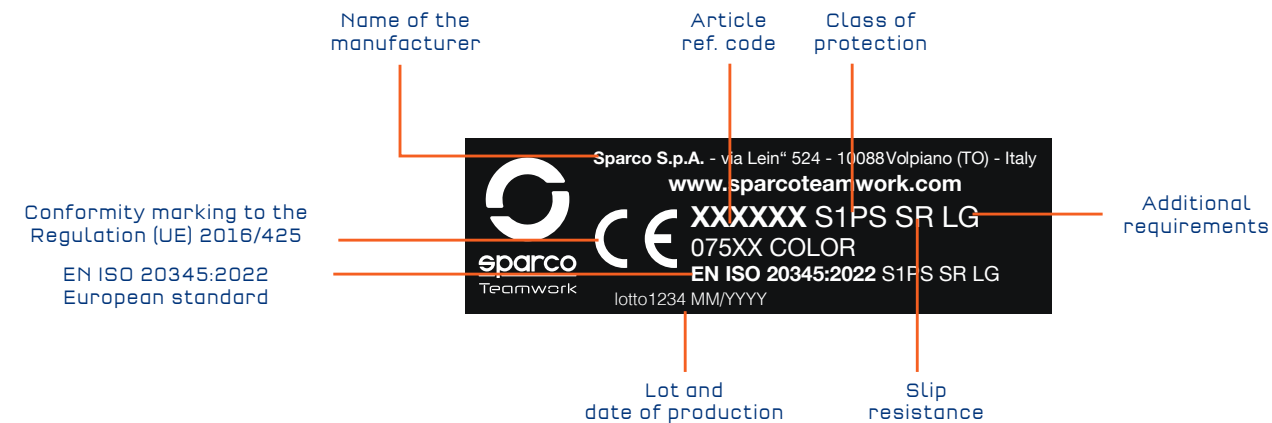 Name of the
manufacturer
Article
ref. code
Class of
protection
Sparco S.p.A. - via Lein“ 524 - 10088Volpiano (TO) - Italy
www.sparcoteamwork.com
XXXXXX S1PS SR LG
075XX COLOR
EN ISO 20345:2022 S1PS SR LG
lotto1234 MM/YYYY
sparco
Teamwork
CE
Conformity marking to the
Regulation (UE) 2016/425
EN ISO 20345:2022
European standard
Additional
requirements
Lot and
date of production
Slip
resistance